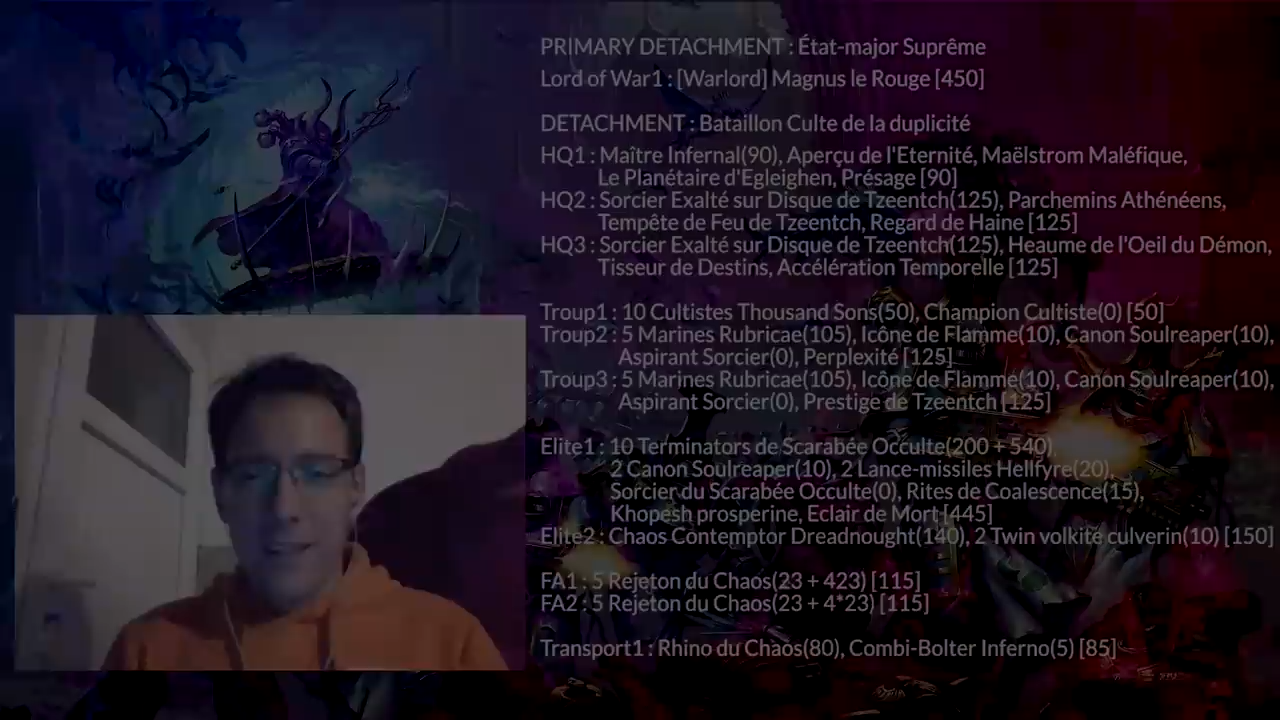 PRIMARY DETACHMENT : État-major Suprême
Lord of War1 : [Warlord] Magnus le Rouge [450]
DETACHMENT : Bataillon Culte de la duplicité
HQ1 : Maître Infernal(90), Aperçu de l'Eternité, Maëlstrom Maléfique,
Le Planétaire d'Egleighen, Présage [90]
HQ2 : Sorcier Exalté sur Disque de Tzeentch(125), Parchemins Athénéens,
Tempête de Feu de Tzeentch, Regard de Haine [125]
HQ3 : Sorcier Exalté sur Disque de Tzeentch(125), Heaume de l'Oeil du Démon,
Tisseur de Destins, Accélération Temporelle [125]
Troup1 : 10 Cultistes Thousand Sons(50), Champion Cultiste(0) [50]
Troup2 : 5 Marines Rubricae(105), Icône de Flamme(10), Canon Soulreaper(10),
Aspirant Sorcier(0), Perplexité [125]
Troup3 : 5 Marines Rubricae(105), Icône de Flamme(10), Canon Soulreaper(10),
Aspirant Sorcier(0), Prestige de Tzeentch [125]
Elite1 : 10 Terminators de Scarabée Occulte(200 + 540),
2 Canon Soulreaper(10), 2 Lance-missiles Hellfyre(20),
Sorcier du Scarabée Occulte(0), Rites de Coalescence(15),
Khopesh prosperine, Eclair de Mort [445]
Elite2 : Chaos Contemptor Dreadnought(140), 2 Twin volkite culverin(10) [150]
FA1 : 5 Rejeton du Chaos(23 + 423) [115]
FA2 : 5 Rejeton du Chaos(23 + 4*23) [115]
Transport1 : Rhino du Chaos(80), Combi-Bolter Inferno(5) [85]